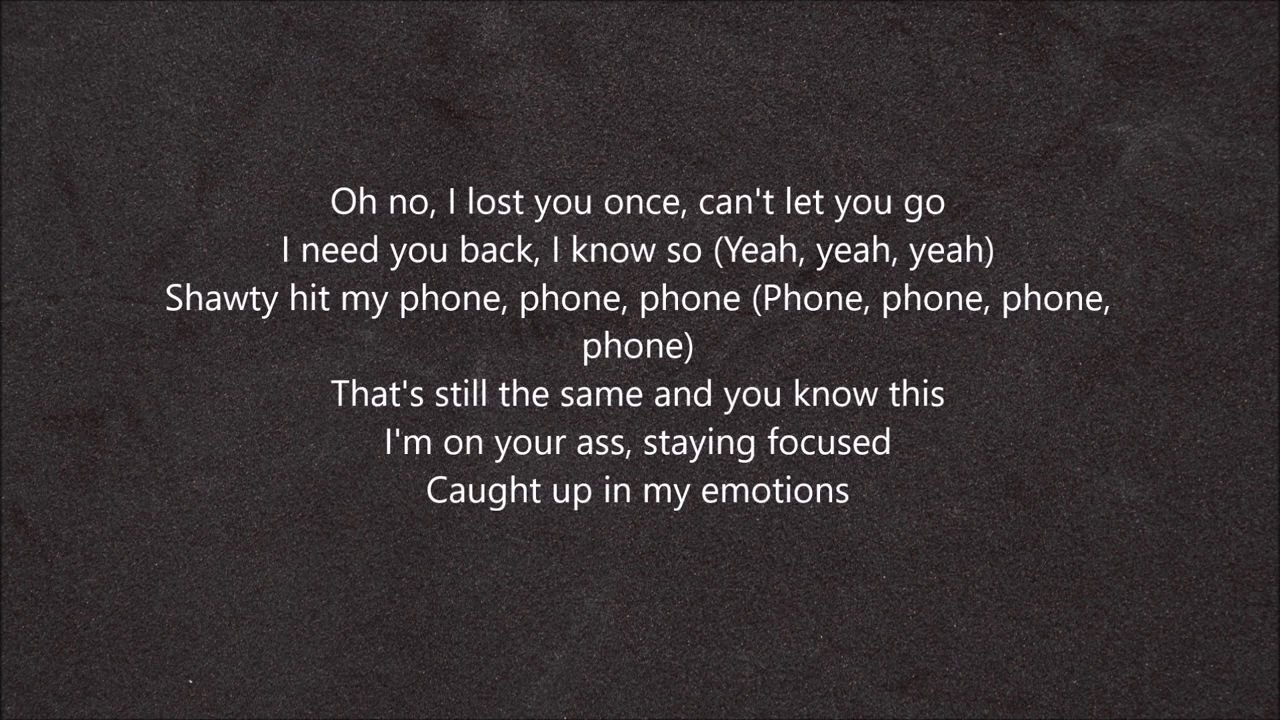 Oh no, I lost you once, can't let you go
I need you back, I know so (Yeah, yeah, yeah)
Shawty hit my phone, phone, phone (Phone, phone, phone,
phone)
That's still the same and you know this
I'm on your ass, staying focused
Caught up in my emotions